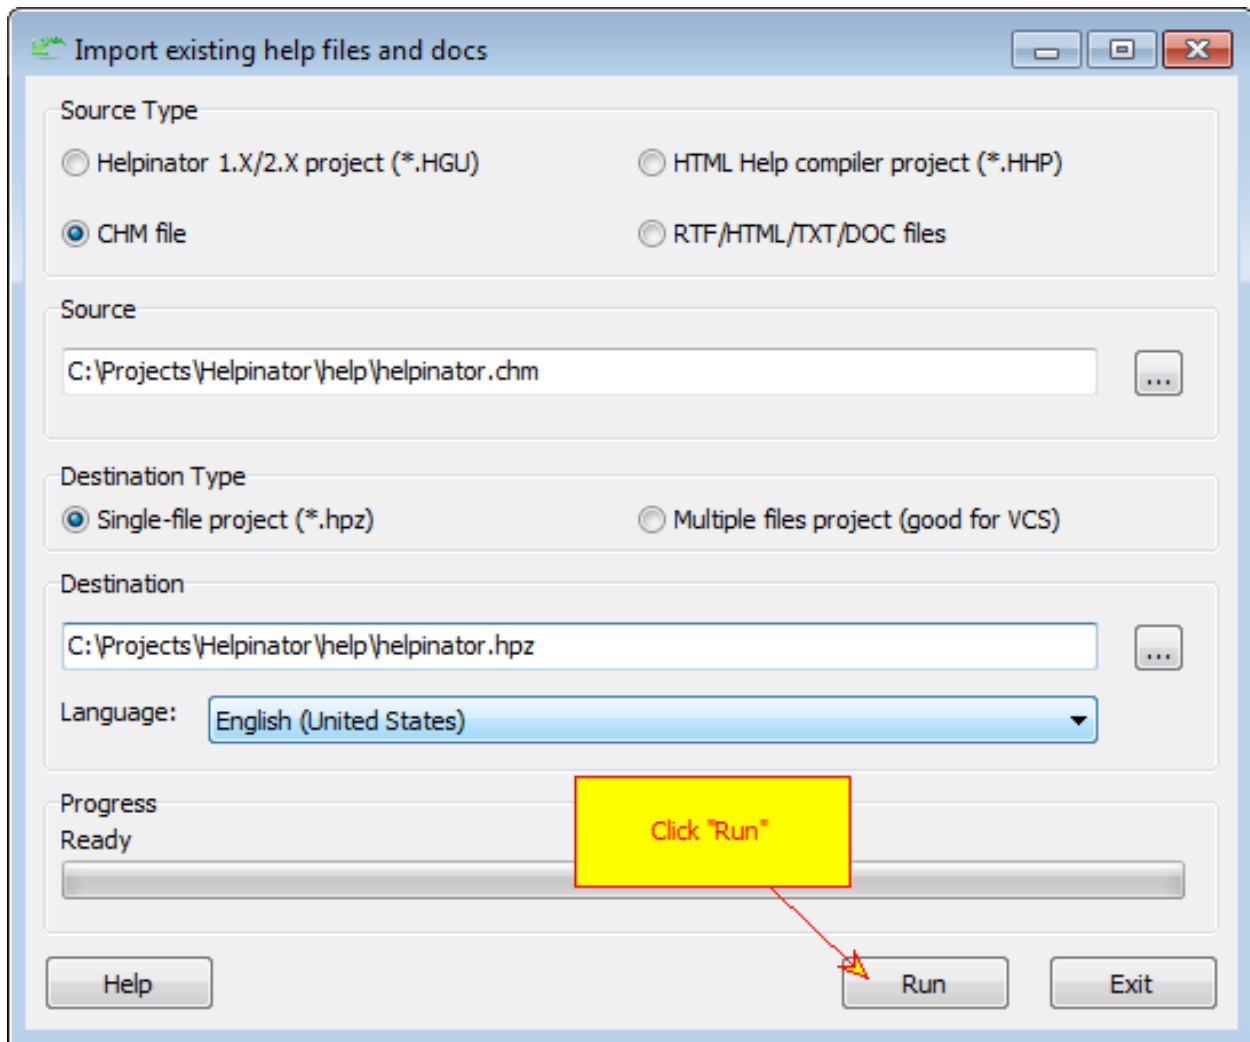 Import existing help files and docs
Source Type
Helpinator 1.X/2.X project (*.HGU)
HTML Help compiler project (*.HHP)
CHM file
RTF/HTML/TXT/DOC files
Source
C:\Projects\Helpinator\help\helpinator.chm
...
Destination Type
Single-file project (*.hpz)
Multiple files project (good for VCS)
Destination
C:\Projects\Helpinator\help\helpinator.hpz
...
Language:
English (United States)
Progress
Ready
Click "Run"
Help
Run
Exit